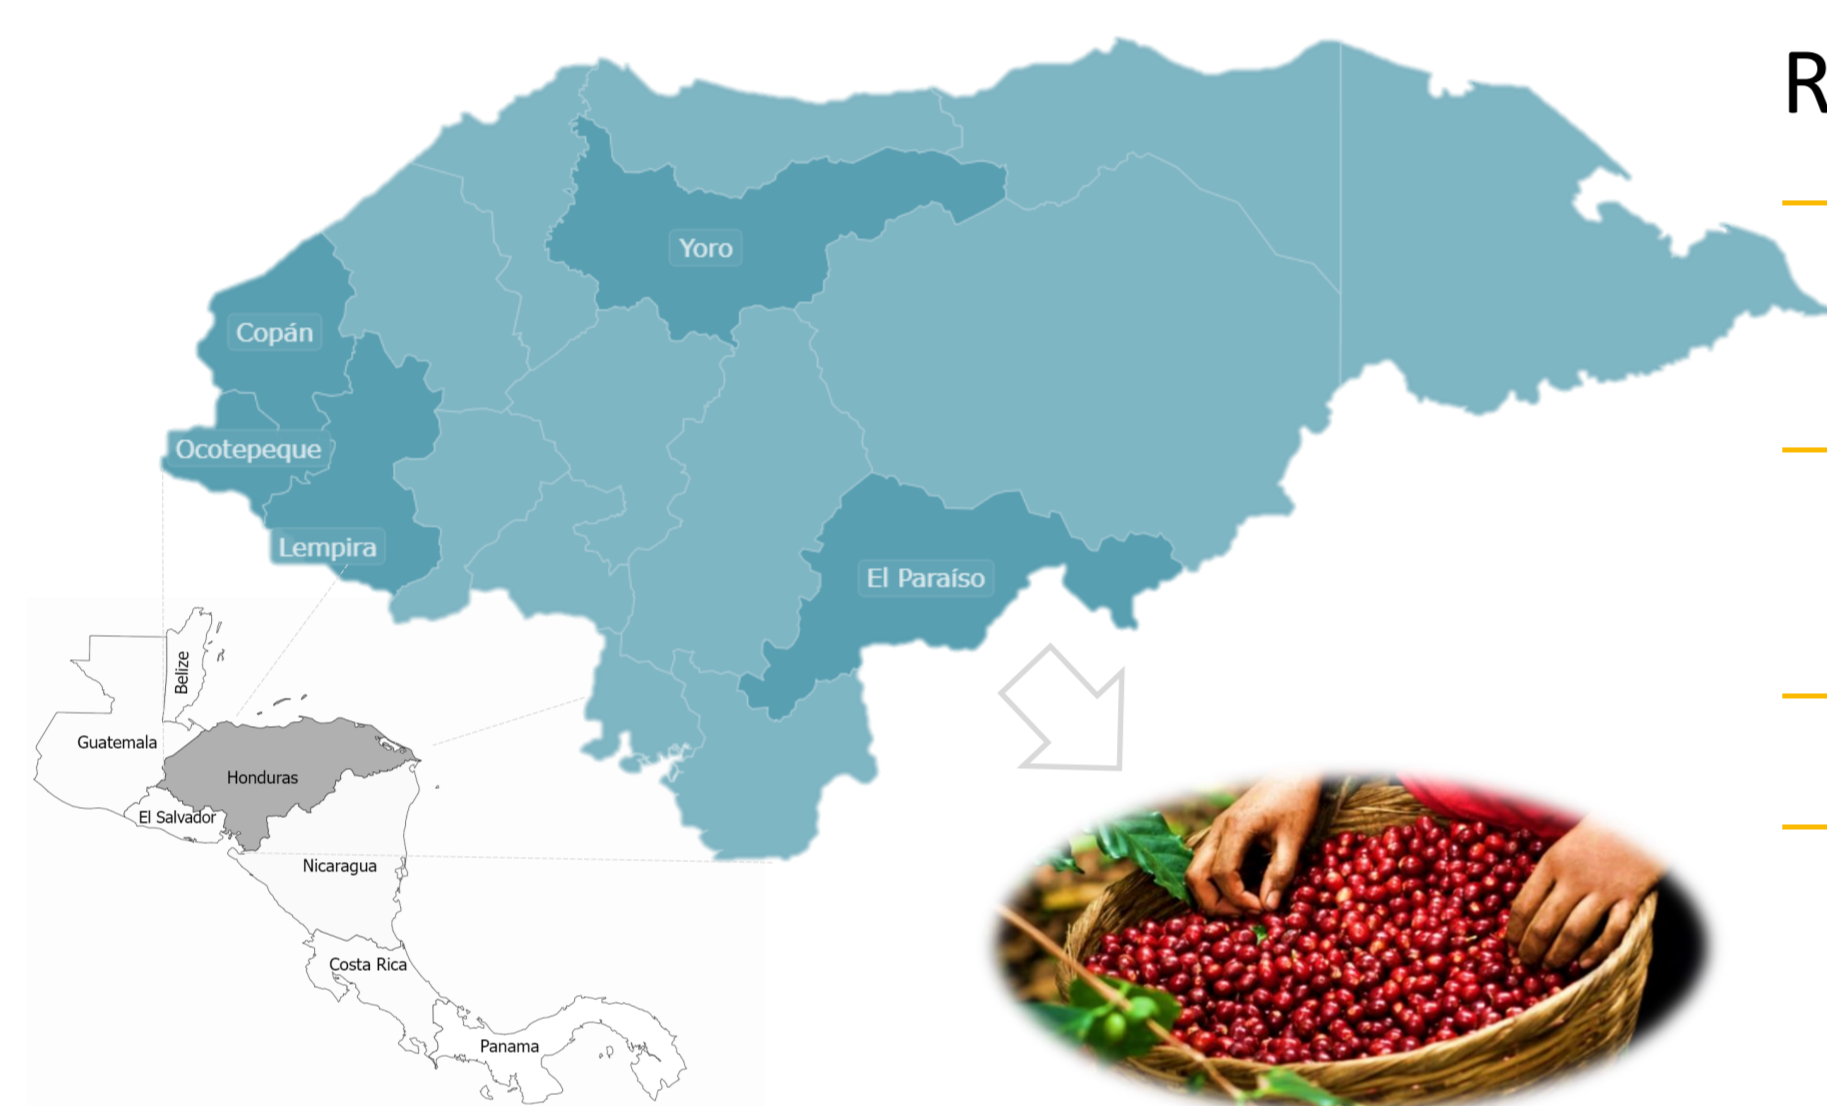 R
Yoro
Copán
Ocotepeque
Lempira
El Paraíso
Belize
Guatemala
Honduras
El Salvador
Nicaragua
Costa Rica
Panama